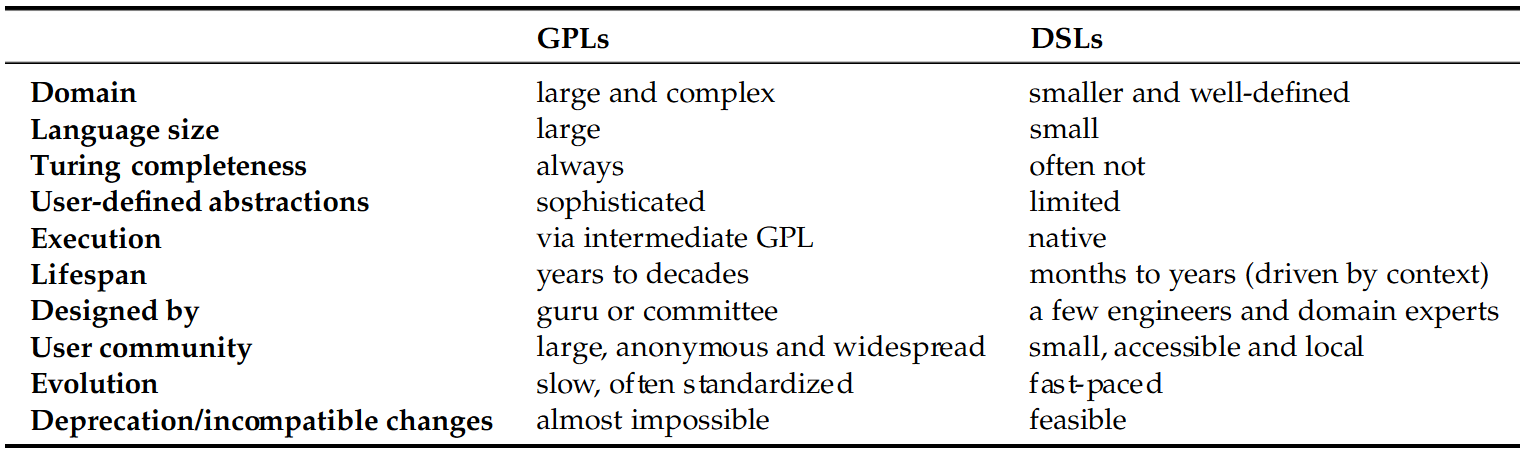 GPLs DSLs
Domain large and complex smaller and well-defined
Language size large small
Turing completeness always often not
User-defined abstractions sophisticated limited
Execution via intermediate GPL native
Lifespan years to decades months to years (driven by context)
Designed by guru or committee a few engineers and domain experts
User community large, anonymous and widespread small, accessible and local
Evolution slow, often standardized fast-paced
Deprecation/incompatible changes almost impossible feasible